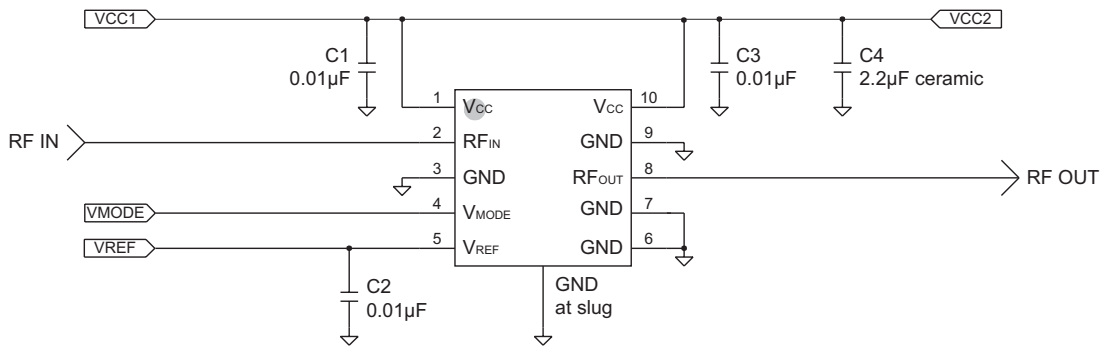 VCC1
VCC2
C1
0.01µF
C3
0.01µF
C4
2.2µF ceramic
1
VCC
VCC
10
RF IN
2
RFIN
GND
9
3
GND
RFOUT
8
RF OUT
VMODE
4
VMODE
GND
7
VREF
5
VREF
GND
6
C2
0.01µF
GND
at slug